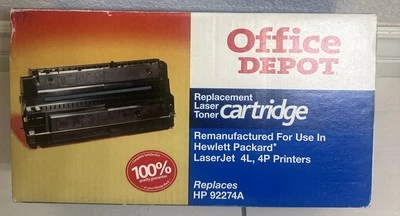 Office
DEPOT
Replacement
Laser
Toner cartridge
Remanufactured For Use In
Hewlett Packard*
LaserJet 4L, 4P Printers
Replaces
HP 92274A
100%